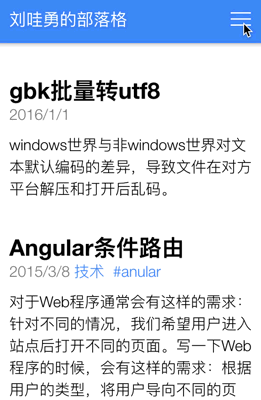 刘哇勇的部落格
gbk批量转utf8
2016/1/1
windows世界与非windows世界对文
本默认编码的差异，导致文件在对方
平台解压和打开后乱码。
Angular条件路由
2015/3/8 技术 #anular
对于Web程序通常会有这样的需求：
针对不同的情况，我们希望用户进入
站点后打开不同的页面。写一下Web
程序的时候，会有这样的需求：根据
用户的类型，将用户导向不同的页